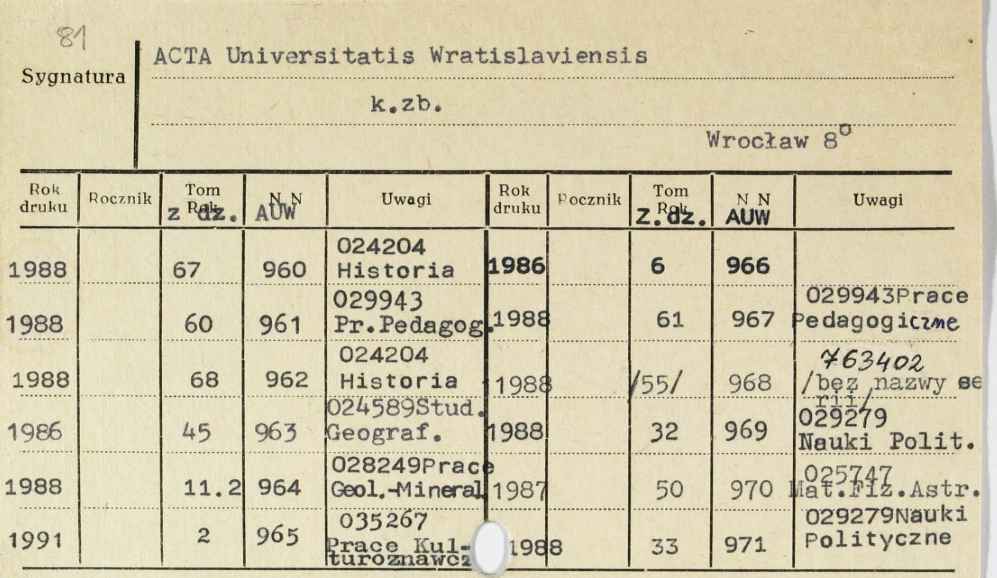 81
Sygnatura
ACTA Universitatis Wratislaviensis
k.zb.
Wrocław 8°
Rok druku Rocznik Tom Rok z dz. N N AUW Uwagi Rok druku Rocznik Tom Rok Z.dz. N N AUW Uwagi
1988 67 960 024204 Historia 1986 6 966
1988 60 961 029943 Pr.Pedagog. 1988 61 967 029943Prace Pedagogiczne
1988 68 962 024204 Historia 1988 /55/ 968 763402 /bez nazwy se rii/
1986 45 963 024589Stud. Geograf. 1988 32 969 029279 Nauki Polit.
1988 11.2 964 028249Prace Geol.-Mineral 1987 50 970 025747 Mat.Fiz.Astr.
1991 2 965 035267 Prace Kul- turoznawcz 1988 33 971 029279Nauki Polityczne